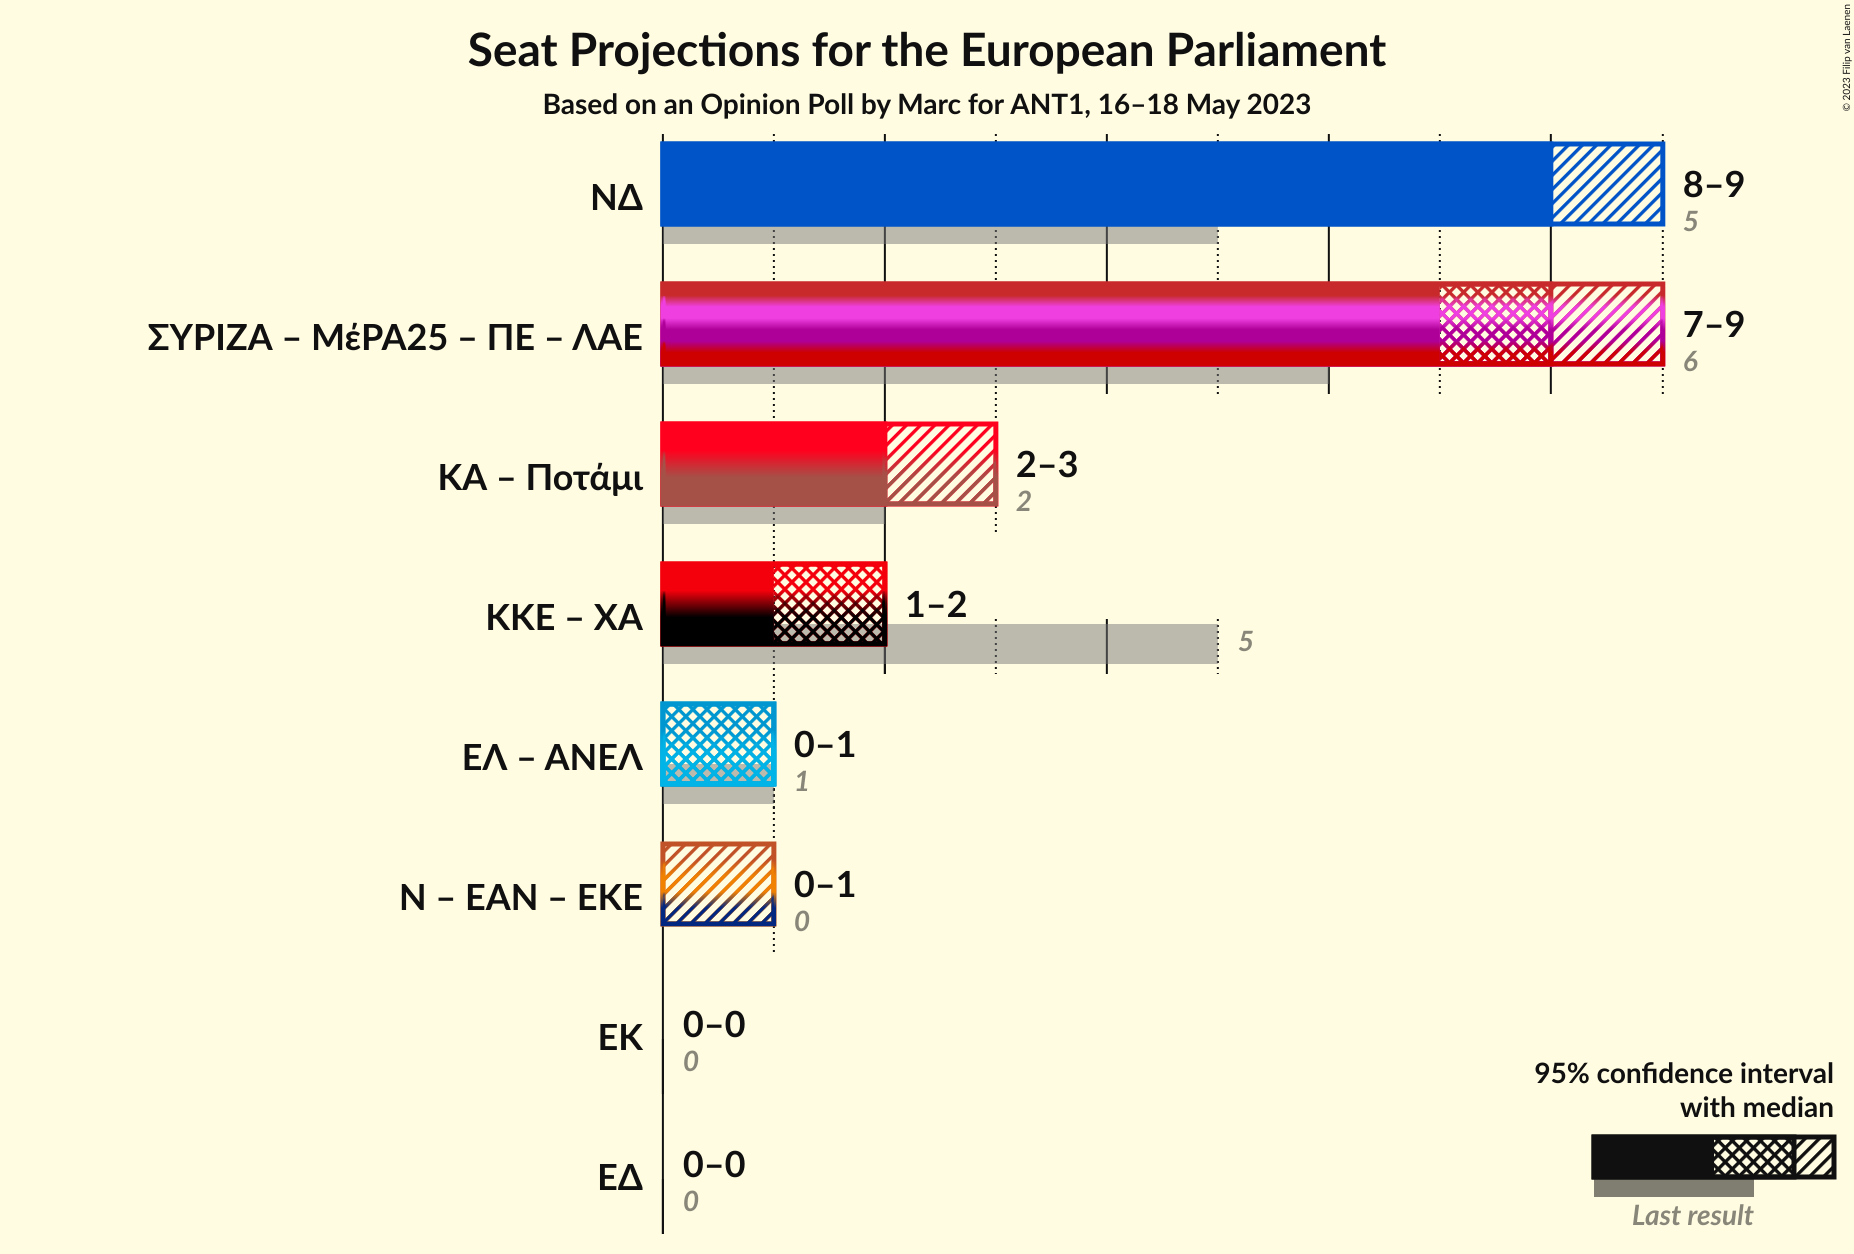 Seat Projections for the European Parliament
Based on an Opinion Poll by Marc for ANT1, 16–18 May 2023
© 2023 Filip van Laenen
ΝΔ
8–9
5
ΣΥΡΙΖΑ – ΜέΡΑ25 – ΠΕ – ΛΑΕ
7–9
6
ΚΑ – Ποτάμι
2–3
2
ΚΚΕ – ΧΑ
1–2
5
ΕΛ – ΑΝΕΛ
0–1
1
Ν – ΕΑΝ – ΕΚΕ
0–1
0
ΕΚ
0–0
0
ΕΔ
0–0
0
95% confidence interval
with median
Last result